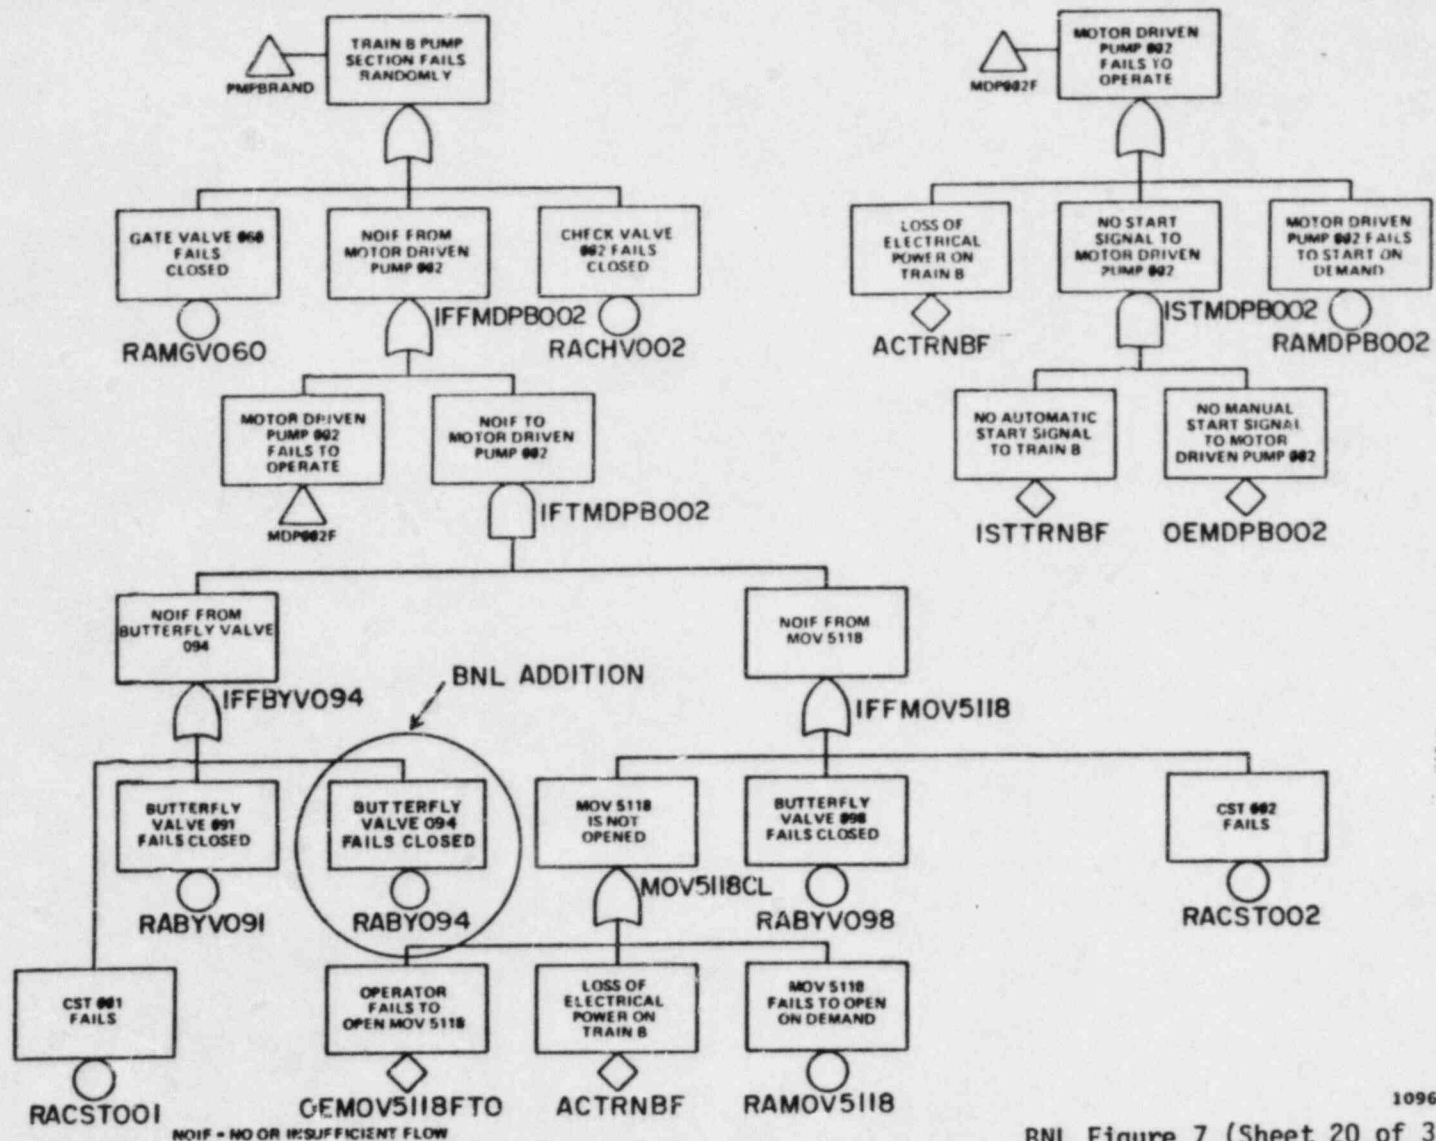 TRAIN B PUMP
SECTION FAILS
RANDOMLY
PMPBRAND
MOTOR DRIVEN
PUMP 002
FAILS TO
OPERATE
MDP002F
GATE VALVE 060
FAILS
CLOSED
RAMGV060
NOIF FROM
MOTOR DRIVEN
PUMP 002
IFFMDPB002
CHECK VALVE
002 FAILS
CLOSED
RACHV002
LOSS OF
ELECTRICAL
POWER ON
TRAIN B
ACTRNBF
NO START
SIGNAL TO
MOTOR DRIVEN
PUMP 002
ISTMDPB002
MOTOR DRIVEN
PUMP 002 FAILS
TO START ON
DEMAND
RAMDPB002
MOTOR DRIVEN
PUMP 002
FAILS TO
OPERATE
MDP002F
NOIF TO
MOTOR DRIVEN
PUMP 002
IFTMDPB002
NO AUTOMATIC
START SIGNAL
TO TRAIN B
ISTTRNBF
NO MANUAL
START SIGNAL
TO MOTOR
DRIVEN PUMP 002
OEMDPB002
NOIF FROM
BUTTERFLY VALVE
094
IFFBYV094
BNL ADDITION
NOIF FROM
MOV 5118
IFFMOV5118
BUTTERFLY
VALVE 091
FAILS CLOSED
RABYV091
BUTTERFLY
VALVE 094
FAILS CLOSED
RABY094
MOV 5118
IS NOT
OPENED
MOV5118CL
BUTTERFLY
VALVE 098
FAILS CLOSED
RABYV098
CST 002
FAILS
RACST002
CST 001
FAILS
RACST001
OPERATOR
FAILS TO
OPEN MOV 5118
OEMOV5118FTO
LOSS OF
ELECTRICAL
POWER ON
TRAIN B
ACTRNBF
MOV 5118
FAILS TO OPEN
ON DEMAND
RAMOV5118
NOIF = NO OR INSUFFICIENT FLOW
1096
BNL Figure 7 (Sheet 20 of 3